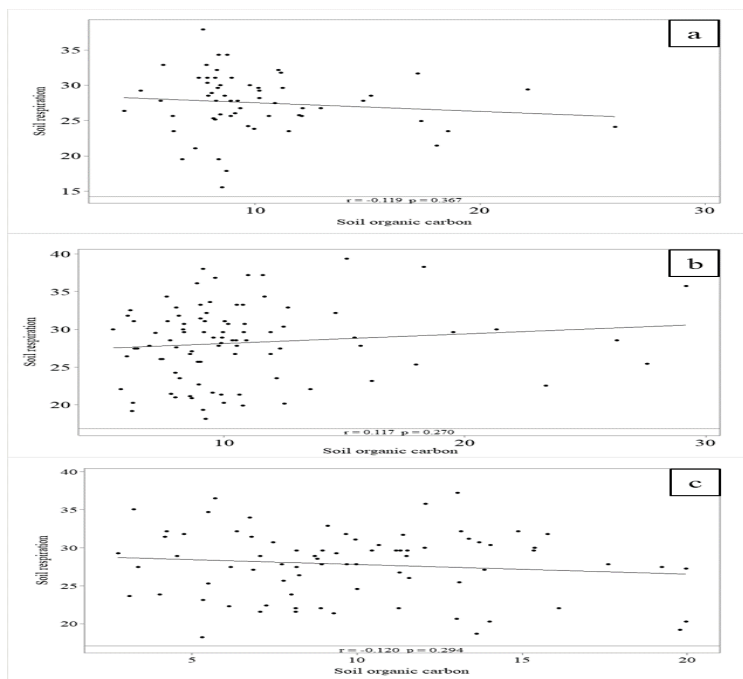 a
35
30
25
20
15
Soil respiration
r = -0.119 p = 0.367
10
20
30
Soil organic carbon
b
40
35
30
25
20
Soil respiration
r = 0.117 p = 0.270
10
20
30
Soil organic carbon
c
40
35
30
25
20
Soil respiration
r = -0.120 p = 0.294
5
10
15
20
Soil organic carbon